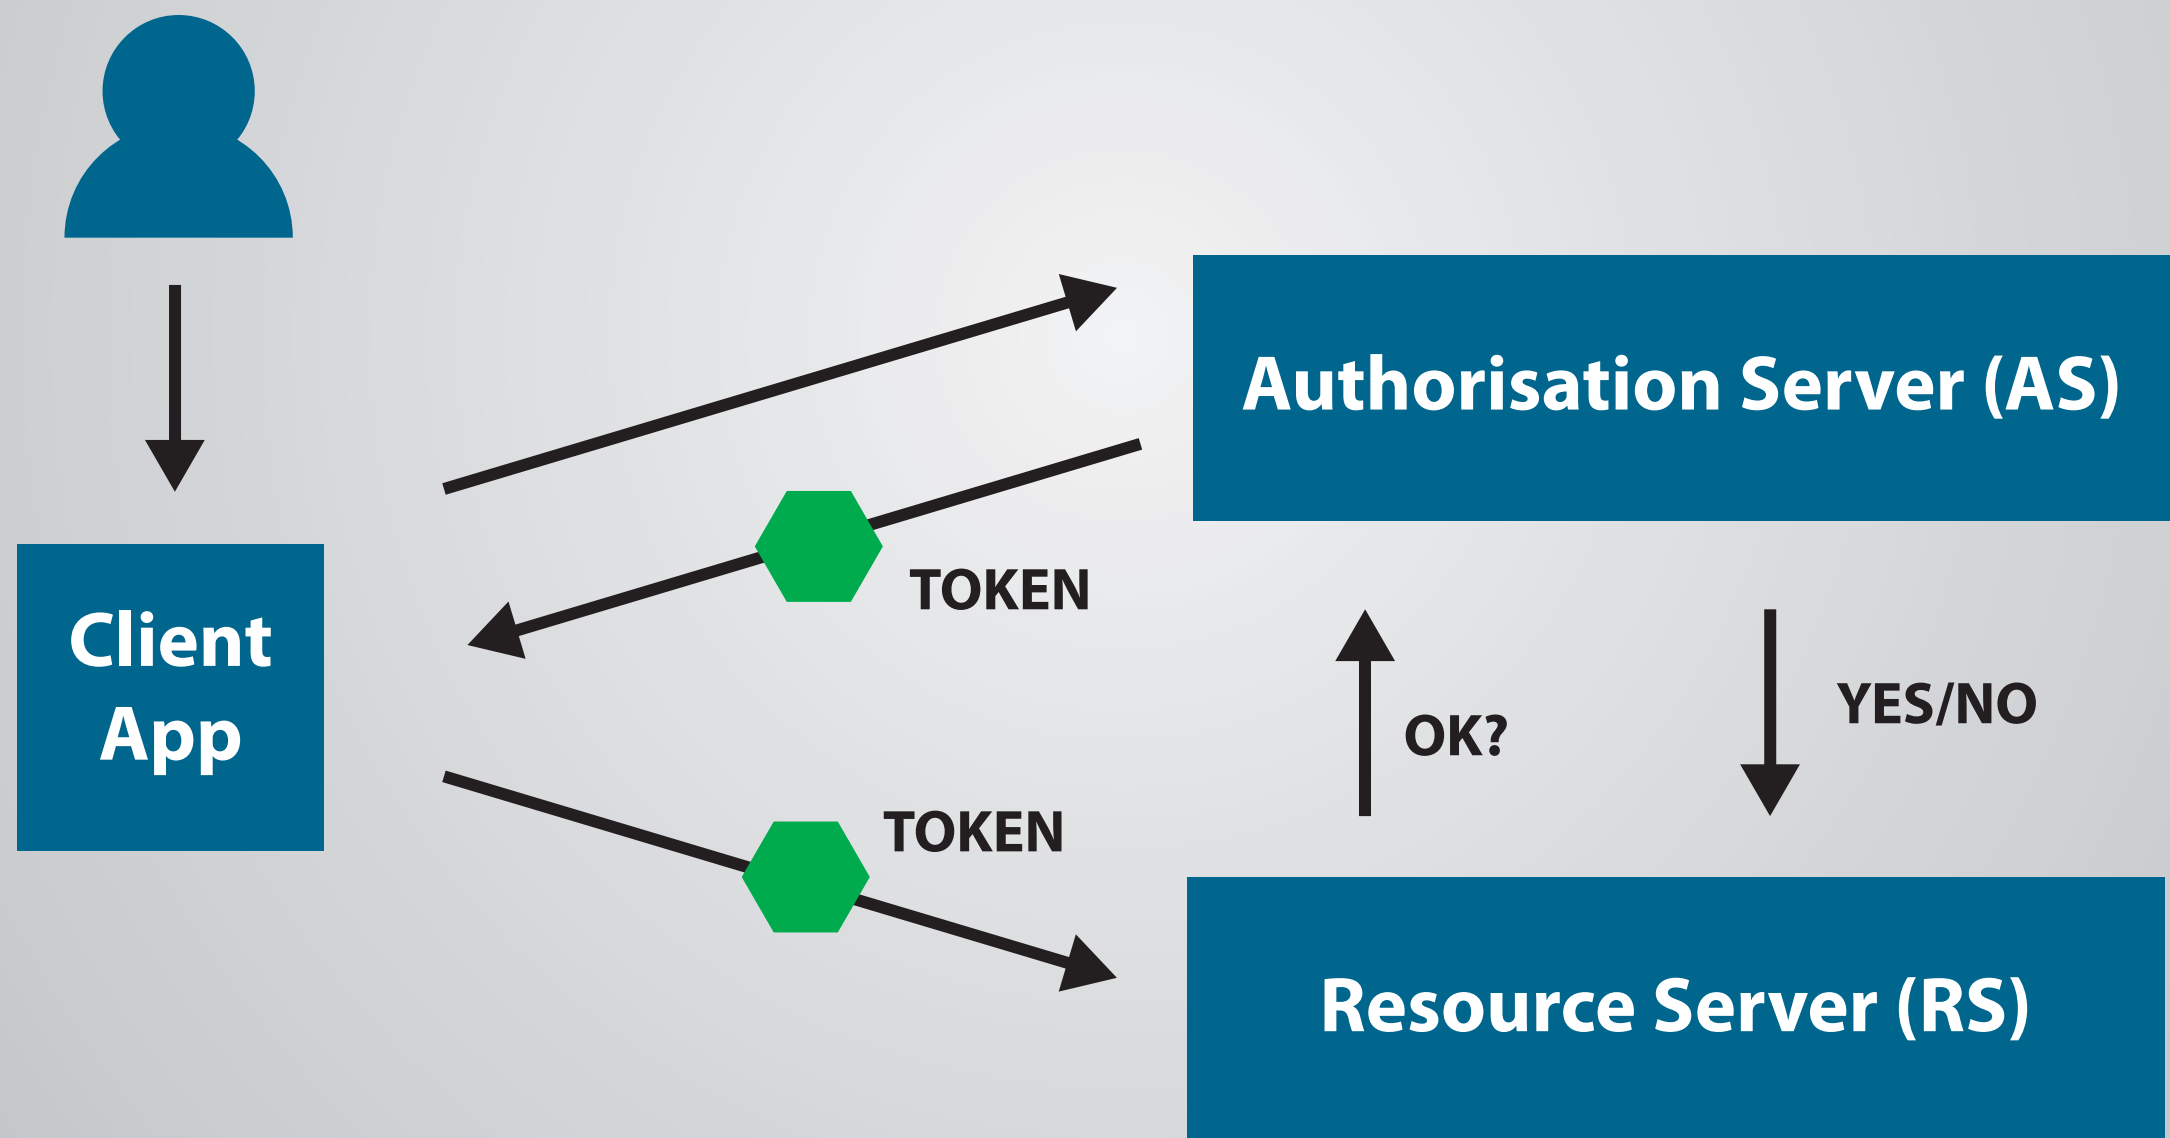 Authorisation Server (AS)
TOKEN
Client
App
OK?
YES/NO
TOKEN
Resource Server (RS)